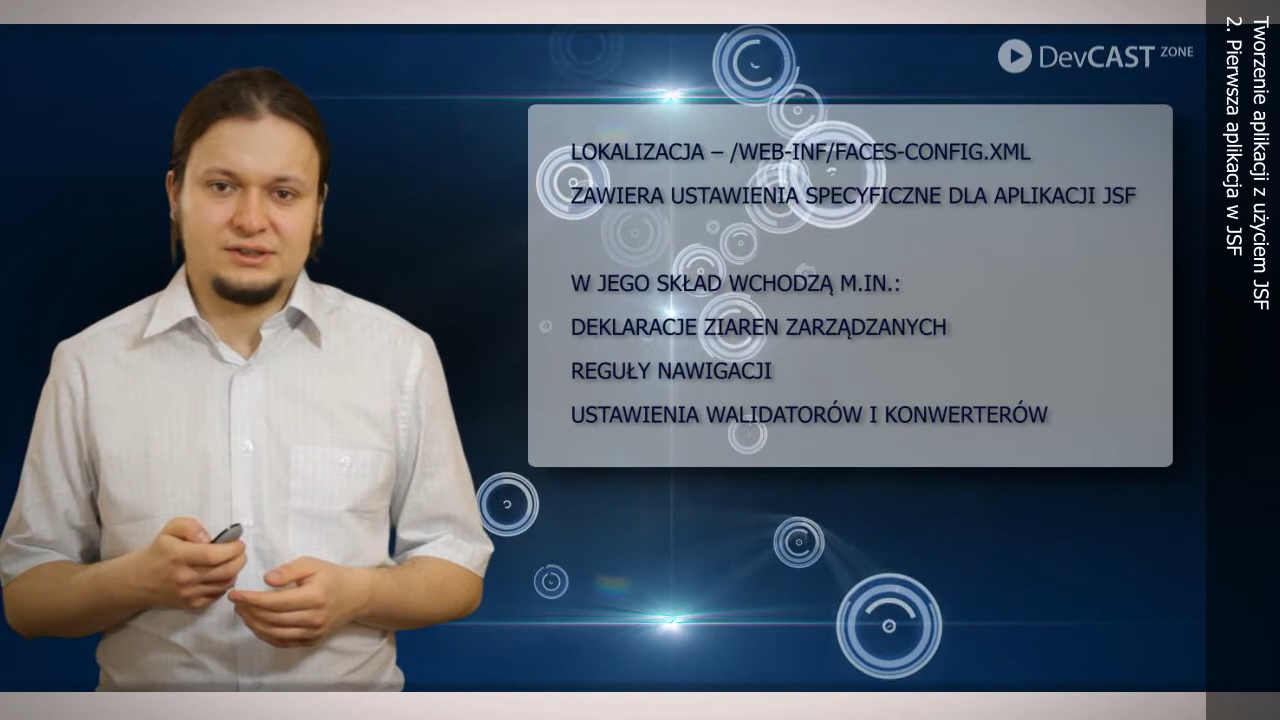 DevCAST ZONE
LOKALIZACJA – /WEB-INF/FACES-CONFIG.XML
ZAWIERA USTAWIENIA SPECYFICZNE DLA APLIKACJI JSF
W JEGO SKŁAD WCHODZĄ M.IN.:
DEKLARACJE ZIAREN ZARZĄDZANYCH
REGUŁY NAWIGACJI
USTAWIENIA WALIDATORÓW I KONWERTERÓW
Tworzenie aplikacji z użyciem JSF
2. Pierwsza aplikacja w JSF